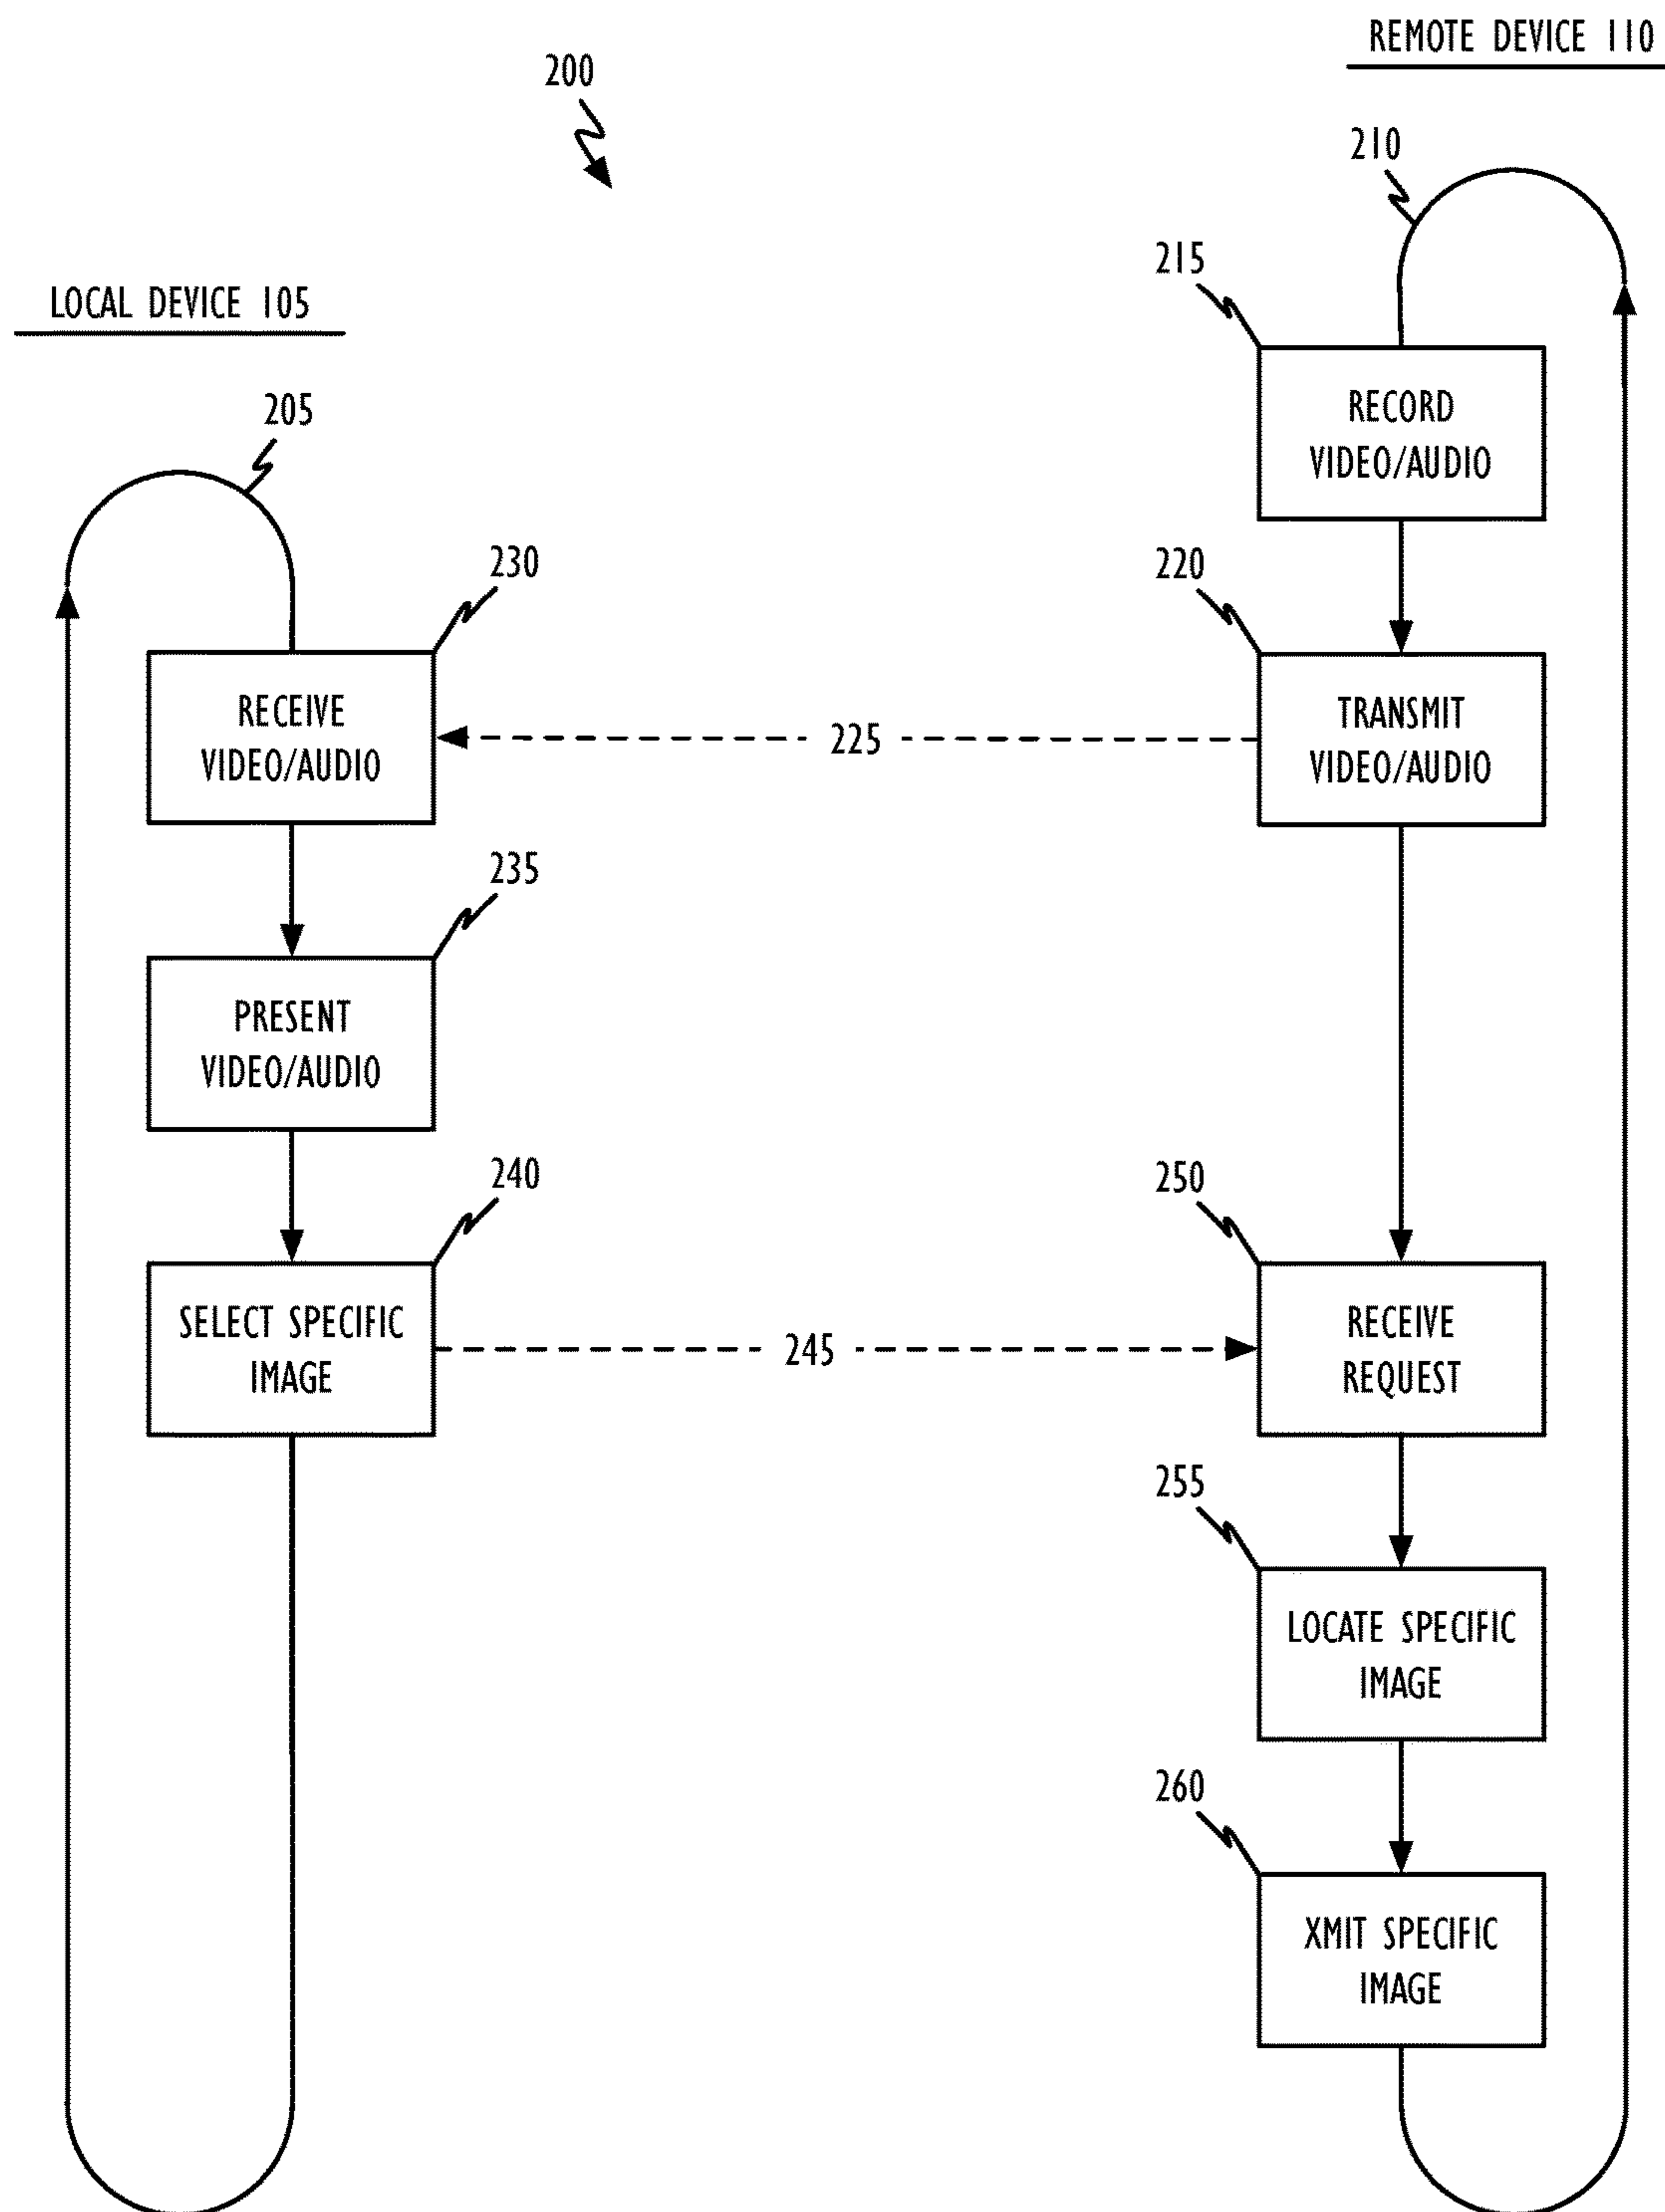 REMOTE DEVICE 110
200
210
215
LOCAL DEVICE 105
RECORD
VIDEO/AUDIO
205
230
220
RECEIVE
VIDEO/AUDIO
225
TRANSMIT
VIDEO/AUDIO
235
PRESENT
VIDEO/AUDIO
240
250
SELECT SPECIFIC
IMAGE
245
RECEIVE
REQUEST
255
LOCATE SPECIFIC
IMAGE
260
XMIT SPECIFIC
IMAGE